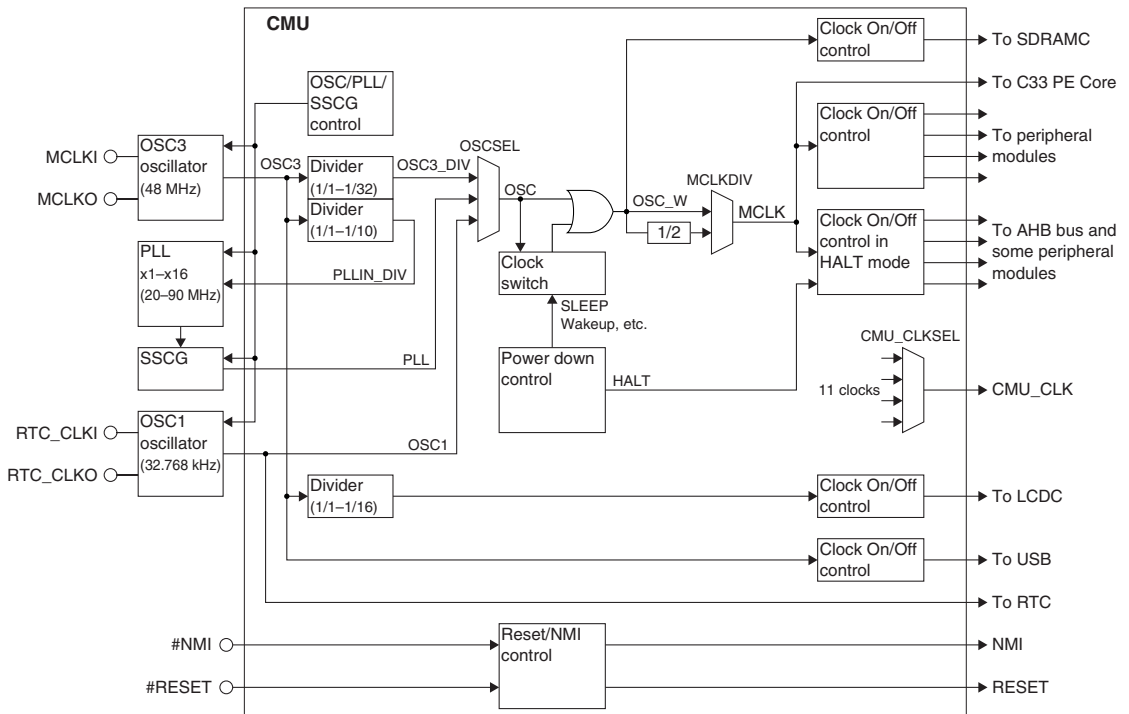 CMU
Clock On/Off
control
To SDRAMC
OSC/PLL/
SSCG
control
To C33 PE Core
Clock On/Off
control
To peripheral
modules
MCLKI
MCLKO
OSC3
oscillator
(48 MHz)
OSC3
Divider
(1/1–1/32)
OSC3_DIV
Divider
(1/1–1/10)
PLLIN_DIV
OSCSEL
OSC
OSC_W
1/2
MCLKDIV
MCLK
Clock On/Off
control in
HALT mode
To AHB bus and
some peripheral
modules
PLL
x1–x16
(20–90 MHz)
Clock
switch
SLEEP
Wakeup, etc.
SSCG
PLL
Power down
control
HALT
CMU_CLKSEL
11 clocks
CMU_CLK
RTC_CLKI
RTC_CLKO
OSC1
oscillator
(32.768 kHz)
OSC1
Divider
(1/1–1/16)
Clock On/Off
control
To LCDC
Clock On/Off
control
To USB
To RTC
#NMI
#RESET
Reset/NMI
control
NMI
RESET